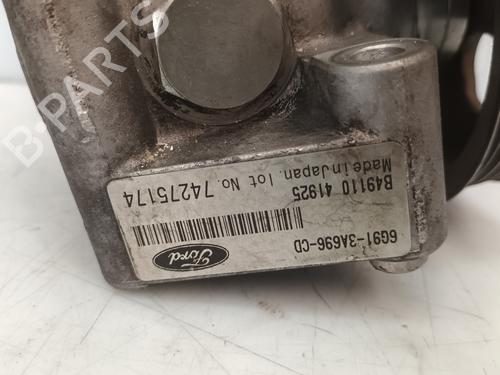 Ford
6G91-3A696-CD
B49110 41925
Made in Japan. lot No. 74275174
B-PARTS